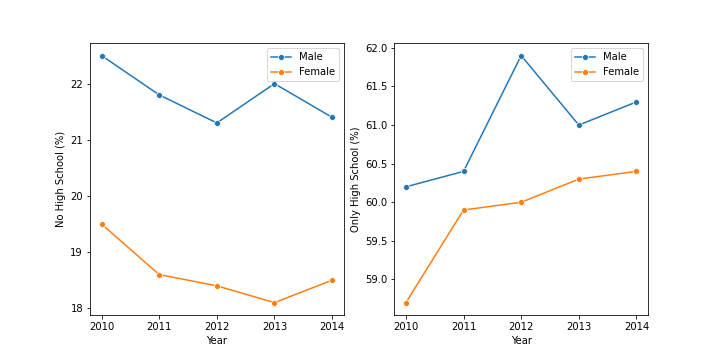 Male
Female
22
21
20
19
18
No High School (%)
2010 2011 2012 2013 2014
Year
Male
Female
62.0
61.5
61.0
60.5
60.0
59.5
59.0
Only High School (%)
2010 2011 2012 2013 2014
Year